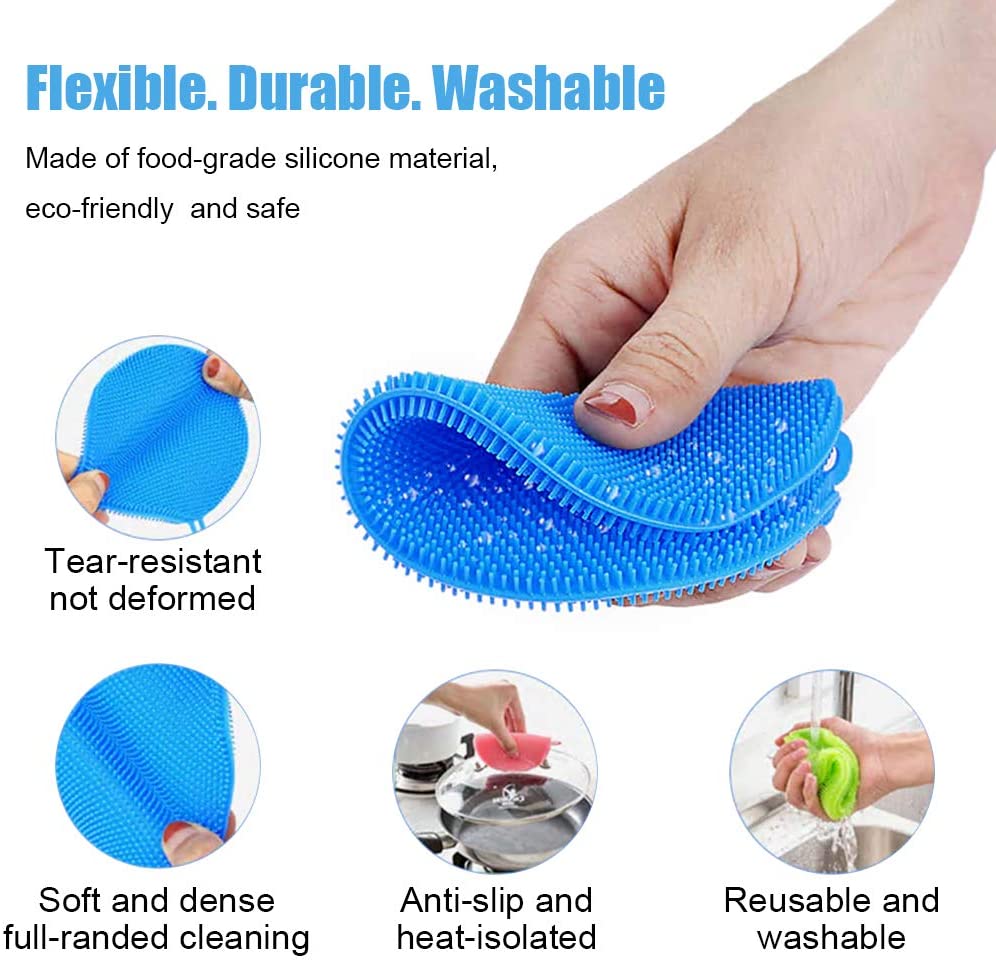 Flexible. Durable. Washable
Made of food-grade silicone material,
eco-friendly and safe
Tear-resistant
not deformed
Soft and dense
full-randed cleaning
Anti-slip and
heat-isolated
Reusable and
washable